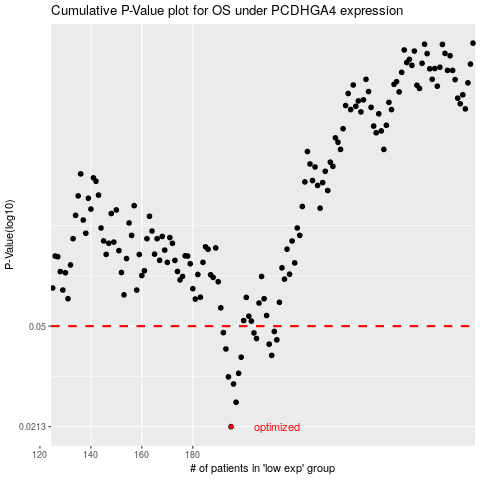 Cumulative P-Value plot for OS under PCDHGA4 expression
P-Value(log10)
0.05
0.0213
optimized
120 140 160 180
# of patients in 'low exp' group